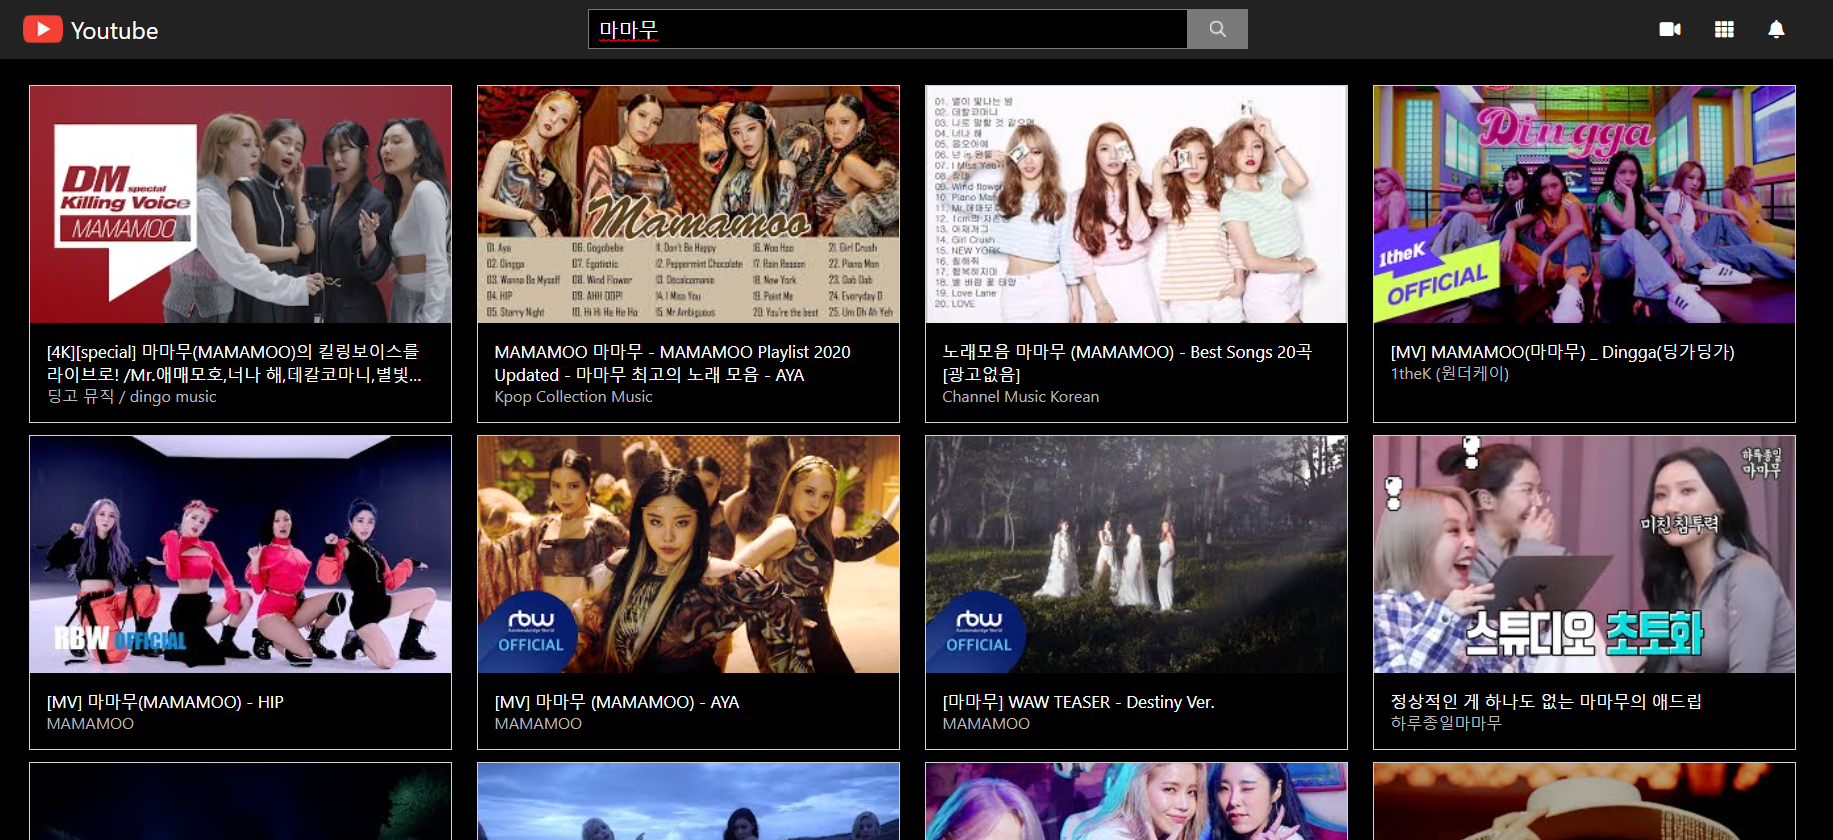 Youtube
마마무
DM special
Killing Voice
MAMAMOO
[4K][special] 마마무(MAMAMOO)의 킬링보이스를
라이브로! /Mr.애매모호,너나 해,데칼코마니,별빛...
딩고 뮤직 / dingo music
Mamamoo
01. Aya
02. Dingga
03. Wanna Be Myself
04. HIP
05. Starry Night
06. Gogobebe
07. Egotistic
08. Wind Flower
09. AHH OOP!
10. Hi Hi Ha He Ho
11. Don't Be Happy
12. Peppermint Chocolate
13. Décalcomanie
14. I Miss You
15. Mr.Ambiguous
16. Woo Hoo
17. Rain Reason
18. New York
19. Paint Me
20. You're the best
21. Girl Crush
22. Piano Man
23. Dab Dab
24. Everyday D
25. Um Oh Ah Yeh
MAMAMOO 마마무 - MAMAMOO Playlist 2020
Updated - 마마무 최고의 노래 모음 - AYA
Kpop Collection Music
01. 별이 빛나는 밤
02. 데칼코마니
03. 나로 말할 것 같으면
04. 너나 해
05. 음오아예
06. 넌 is 뭔들
07. I Miss You
08.
09. Wind flower
10. Piano Man
11. Mr.애매모호
12. 1cm의 자존심
13. 아재개그
14. Girl Crush
15. NEW YORK
16. 칠해줘
17. 행복하지마
18. 별 바람 꽃 태양
19. Love Lane
20. LOVE
노래모음 마마무 (MAMAMOO) - Best Songs 20곡
[광고없음]
Channel Music Korean
Dingga
1theK
OFFICIAL
[MV] MAMAMOO(마마무) _ Dingga(딩가딩가)
1theK (원더케이)
RBW OFFICIAL
[MV] 마마무(MAMAMOO) - HIP
MAMAMOO
rbw
Rainbowbridge World
OFFICIAL
[MV] 마마무 (MAMAMOO) - AYA
MAMAMOO
rbw
Rainbowbridge World
OFFICIAL
[마마무] WAW TEASER - Destiny Ver.
MAMAMOO
하루종일
마마무
미친 침투력
스튜디오 초토화
정상적인 게 하나도 없는 마마무의 애드립
하루종일마마무